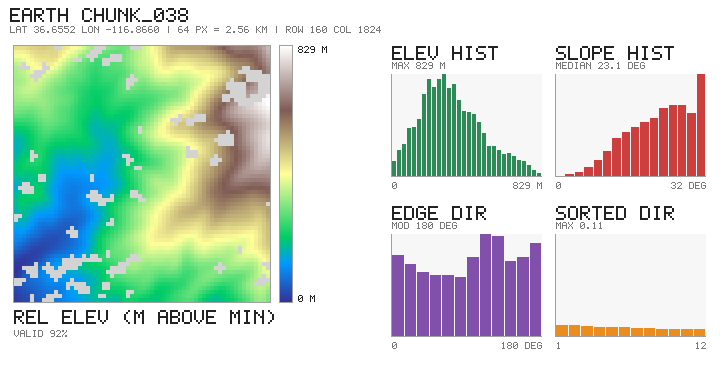 EARTH CHUNK_038
LAT 36.6552 LON -116.8660 | 64 PX = 2.56 KM | ROW 160 COL 1824
829 M
0 M
REL ELEV (M ABOVE MIN)
VALID 92%
ELEV HIST
MAX 829 M
0 829 M
SLOPE HIST
MEDIAN 23.1 DEG
0 32 DEG
EDGE DIR
MOD 180 DEG
0 180 DEG
SORTED DIR
MAX 0.11
1 12